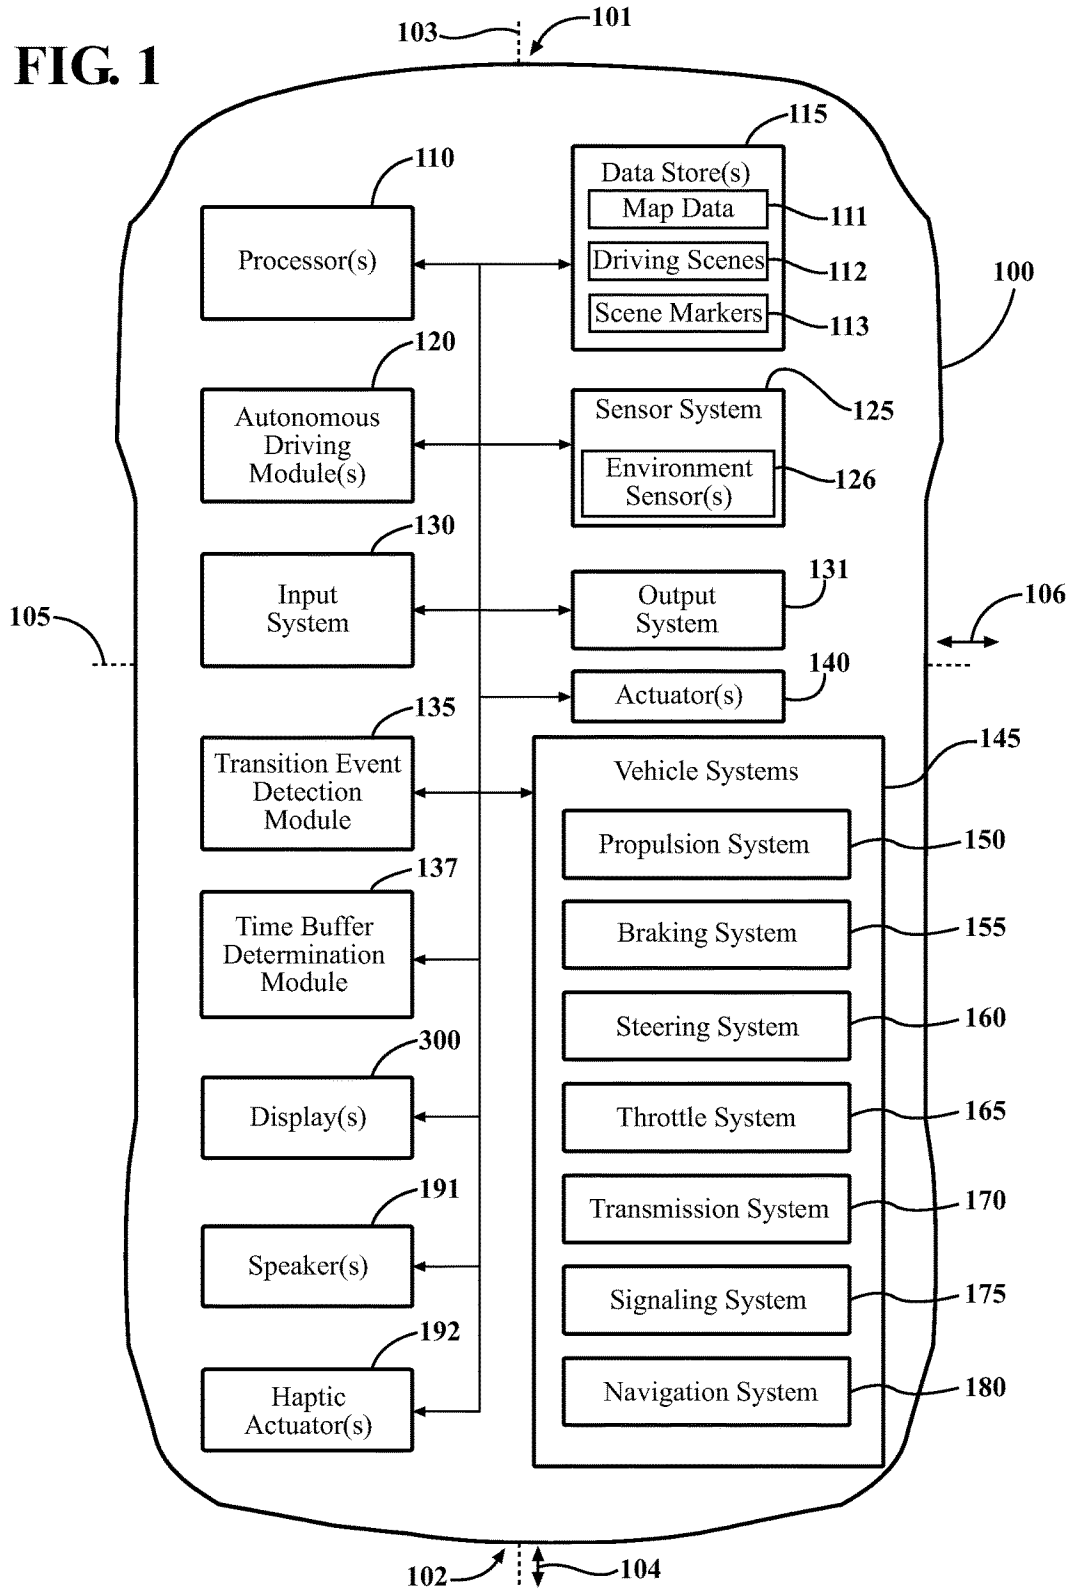 103
101
FIG. 1
115
110
Data Store(s)
Map Data
111
Processor(s)
Driving Scenes
112
100
Scene Markers
113
120
Autonomous
Driving
Module(s)
Sensor System
125
Environment
Sensor(s)
126
130
Input
System
Output
System
131
105
106
140
Actuator(s)
135
Transition Event
Detection
Module
145
Vehicle Systems
Propulsion System
150
137
Time Buffer
Determination
Module
Braking System
155
Steering System
160
300
Display(s)
Throttle System
165
191
Speaker(s)
Transmission System
170
Signaling System
175
192
Haptic
Actuator(s)
Navigation System
180
102
104